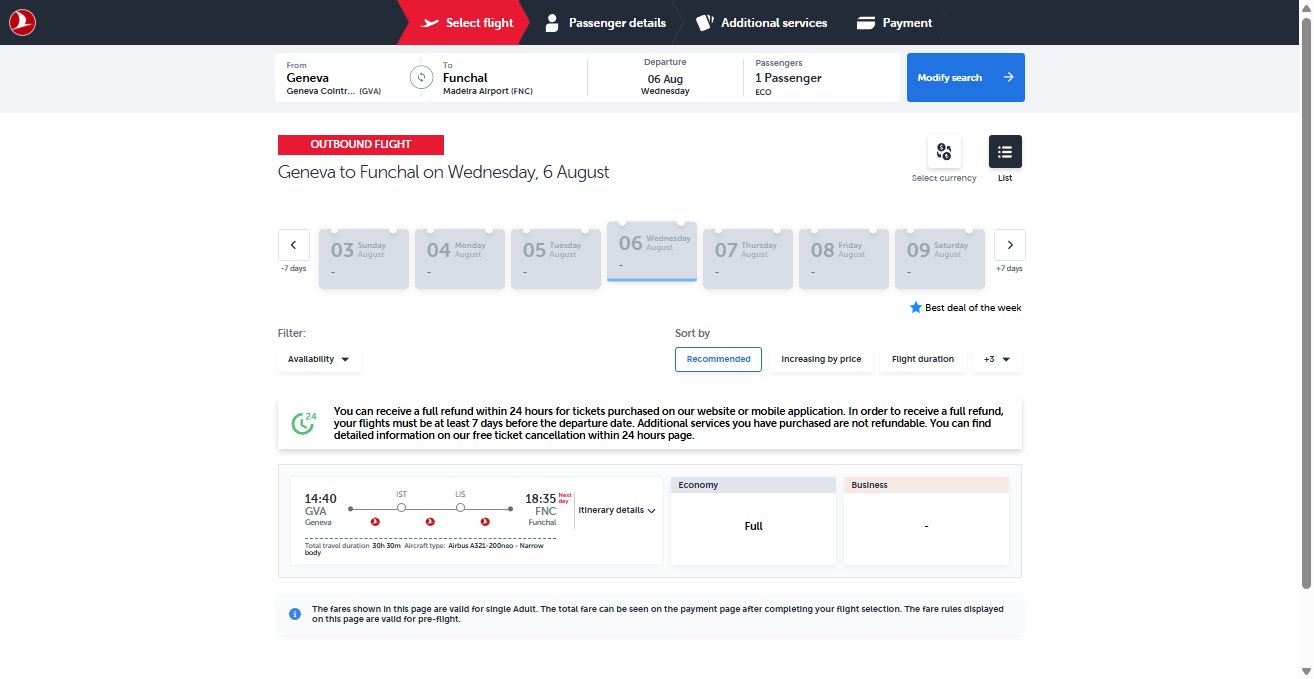 Select flight
Passenger details
Additional services
Payment
From
Geneva
Geneva Cointr... (GVA)
To
Funchal
Madeira Airport (FNC)
Departure
06 Aug
Wednesday
Passengers
1 Passenger
ECO
Modify search
OUTBOUND FLIGHT
Geneva to Funchal on Wednesday, 6 August
Select currency
List
-7 days
03 Sunday August
-
04 Monday August
-
05 Tuesday August
-
06 Wednesday August
-
07 Thursday August
-
08 Friday August
-
09 Saturday August
-
+7 days
Best deal of the week
Filter:
Availability
Sort by
Recommended
Increasing by price
Flight duration
+3
24
You can receive a full refund within 24 hours for tickets purchased on our website or mobile application. In order to receive a full refund,
your flights must be at least 7 days before the departure date. Additional services you have purchased are not refundable. You can find
detailed information on our free ticket cancellation within 24 hours page.
14:40
GVA
Geneva
IST
LIS
18:35 Next day
FNC
Funchal
Itinerary details
Total travel duration 30h 30m Aircraft type: Airbus A321-200neo - Narrow
body
Economy
Full
Business
-
The fares shown in this page are valid for single Adult. The total fare can be seen on the payment page after completing your flight selection. The fare rules displayed
on this page are valid for pre-flight.